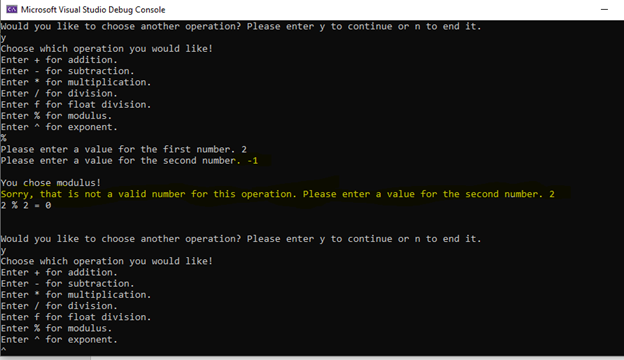 Microsoft Visual Studio Debug Console
Would you like to choose another operation? Please enter y to continue or n to end it.
y
Choose which operation you would like!
Enter + for addition.
Enter - for subtraction.
Enter * for multiplication.
Enter / for division.
Enter f for float division.
Enter % for modulus.
Enter ^ for exponent.
%
Please enter a value for the first number. 2
Please enter a value for the second number. -1
You chose modulus!
Sorry, that is not a valid number for this operation. Please enter a value for the second number. 2
2 % 2 = 0
Would you like to choose another operation? Please enter y to continue or n to end it.
y
Choose which operation you would like!
Enter + for addition.
Enter - for subtraction.
Enter * for multiplication.
Enter / for division.
Enter f for float division.
Enter % for modulus.
Enter ^ for exponent.
^